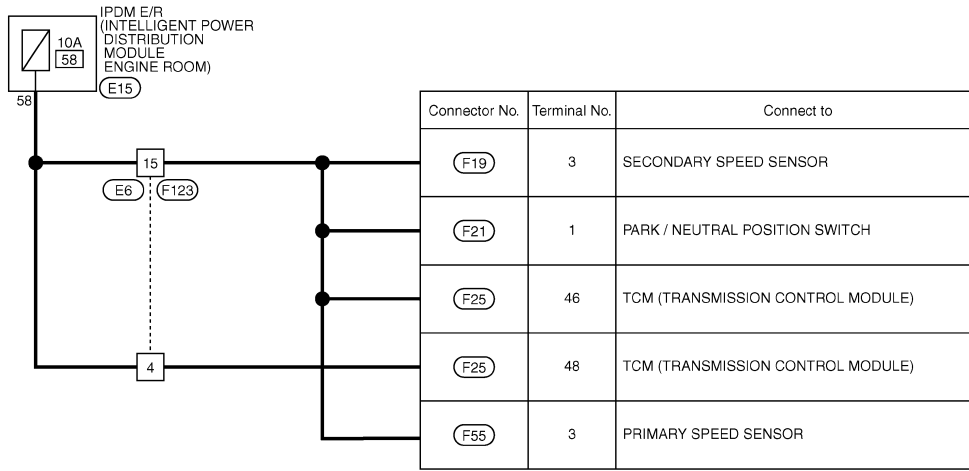 IPDM E/R
(INTELLIGENT POWER
DISTRIBUTION
MODULE
ENGINE ROOM)
10A
58
E15
58
Connector No. Terminal No. Connect to
15
F19 3 SECONDARY SPEED SENSOR
E6 F123
F21 1 PARK / NEUTRAL POSITION SWITCH
F25 46 TCM (TRANSMISSION CONTROL MODULE)
4
F25 48 TCM (TRANSMISSION CONTROL MODULE)
F55 3 PRIMARY SPEED SENSOR